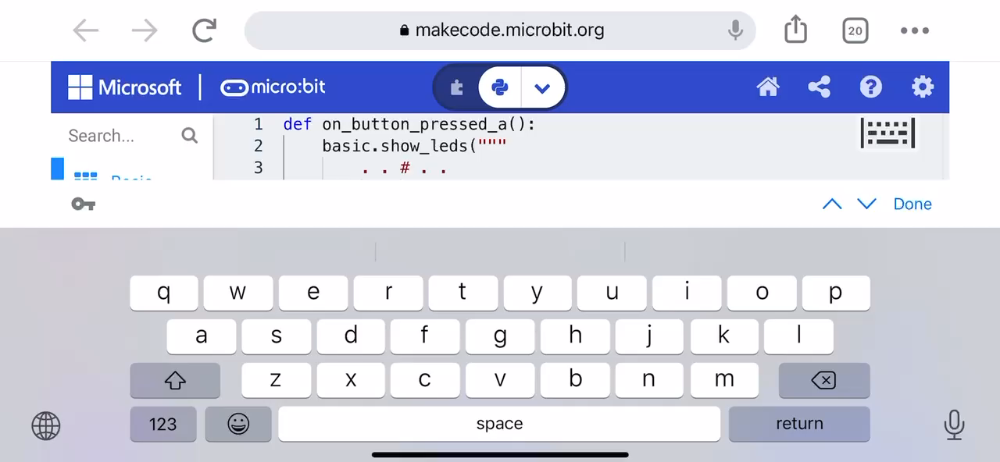 makecode.microbit.org
20
Microsoft | micro:bit
Search...
1 def on_button_pressed_a():
2 basic.show_leds("""
3 . . # . .
Basic
Done
q w e r t y u i o p
a s d f g h j k l
z x c v b n m
123 space return